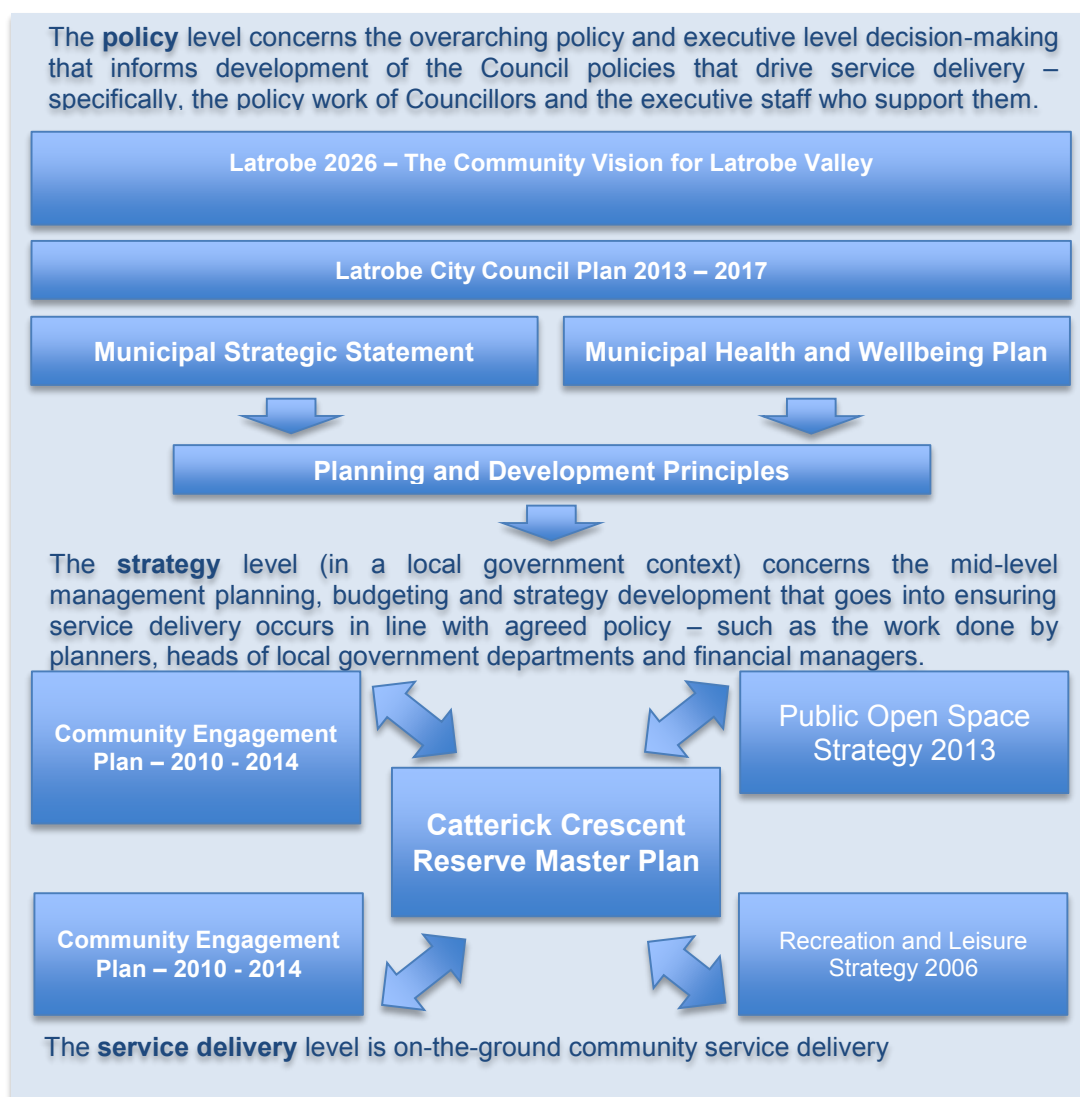 The policy level concerns the overarching policy and executive level decision-making
that informs development of the Council policies that drive service delivery –
specifically, the policy work of Councillors and the executive staff who support them.
Latrobe 2026 – The Community Vision for Latrobe Valley
Latrobe City Council Plan 2013 – 2017
Municipal Strategic Statement
Municipal Health and Wellbeing Plan
Planning and Development Principles
The strategy level (in a local government context) concerns the mid-level
management planning, budgeting and strategy development that goes into ensuring
service delivery occurs in line with agreed policy – such as the work done by
planners, heads of local government departments and financial managers.
Community Engagement
Plan – 2010 - 2014
Public Open Space
Strategy 2013
Catterick Crescent
Reserve Master Plan
Community Engagement
Plan – 2010 - 2014
Recreation and Leisure
Strategy 2006
The service delivery level is on-the-ground community service delivery